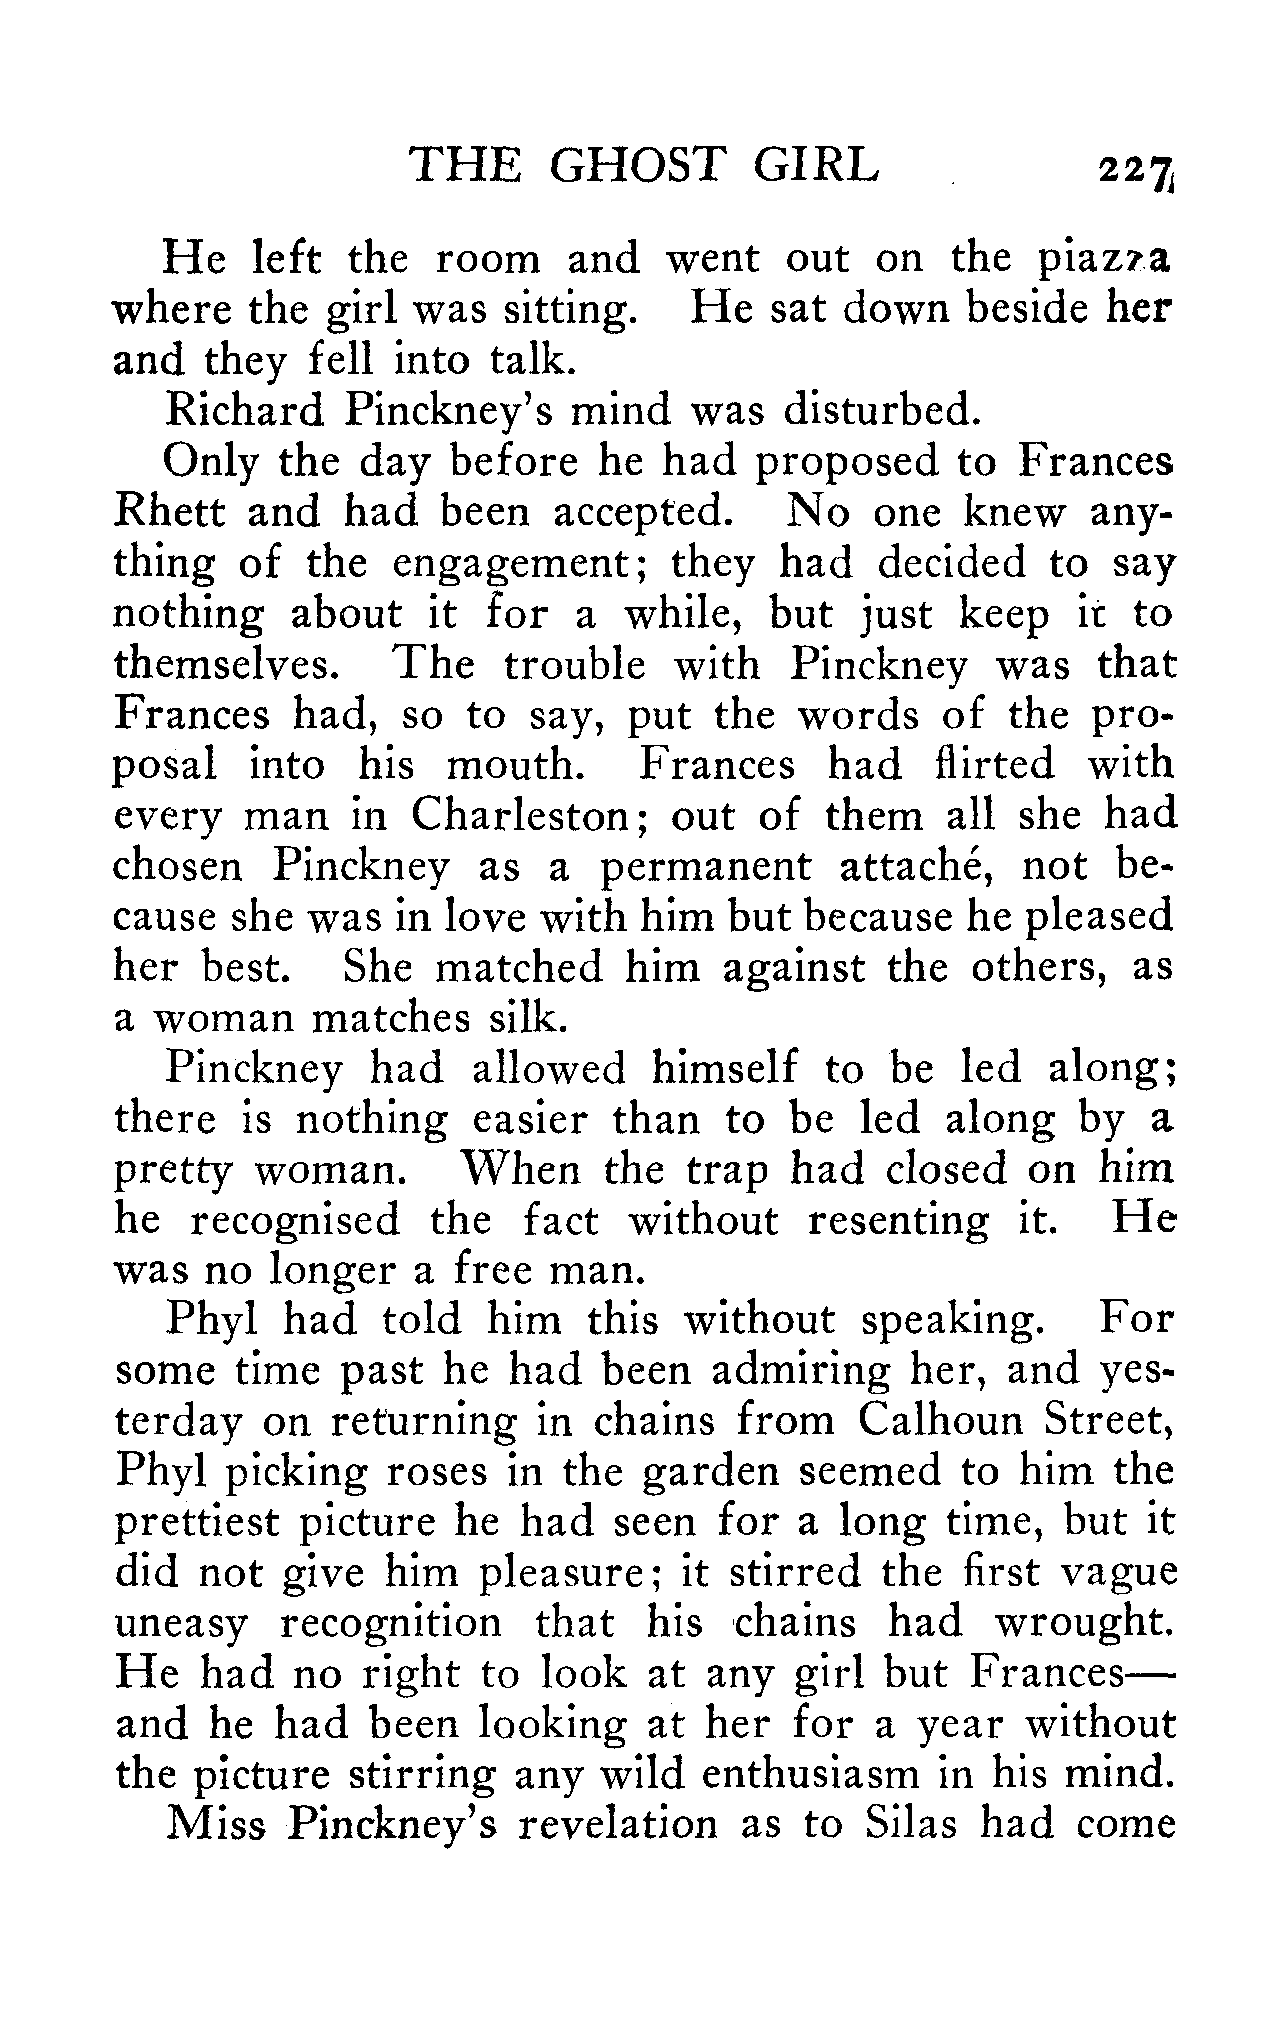 THE GHOST GIRL 227
He left the room and went out on the piazza
where the girl was sitting. He sat down beside her
and they fell into talk.
Richard Pinckney's mind was disturbed.
Only the day before he had proposed to Frances
Rhett and had been accepted. No one knew any-
thing of the engagement; they had decided to say
nothing about it for a while, but just keep it to
themselves. The trouble with Pinckney was that
Frances had, so to say, put the words of the pro-
posal into his mouth. Frances had flirted with
every man in Charleston; out of them all she had
chosen Pinckney as a permanent attaché, not be-
cause she was in love with him but because he pleased
her best. She matched him against the others, as
a woman matches silk.
Pinckney had allowed himself to be led along;
there is nothing easier than to be led along by a
pretty woman. When the trap had closed on him
he recognised the fact without resenting it. He
was no longer a free man.
Phyl had told him this without speaking. For
some time past he had been admiring her, and yes-
terday on returning in chains from Calhoun Street,
Phyl picking roses in the garden seemed to him the
prettiest picture he had seen for a long time, but it
did not give him pleasure; it stirred the first vague
uneasy recognition that his chains had wrought.
He had no right to look at any girl but Frances—
and he had been looking at her for a year without
the picture stirring any wild enthusiasm in his mind.
Miss Pinckney's revelation as to Silas had come